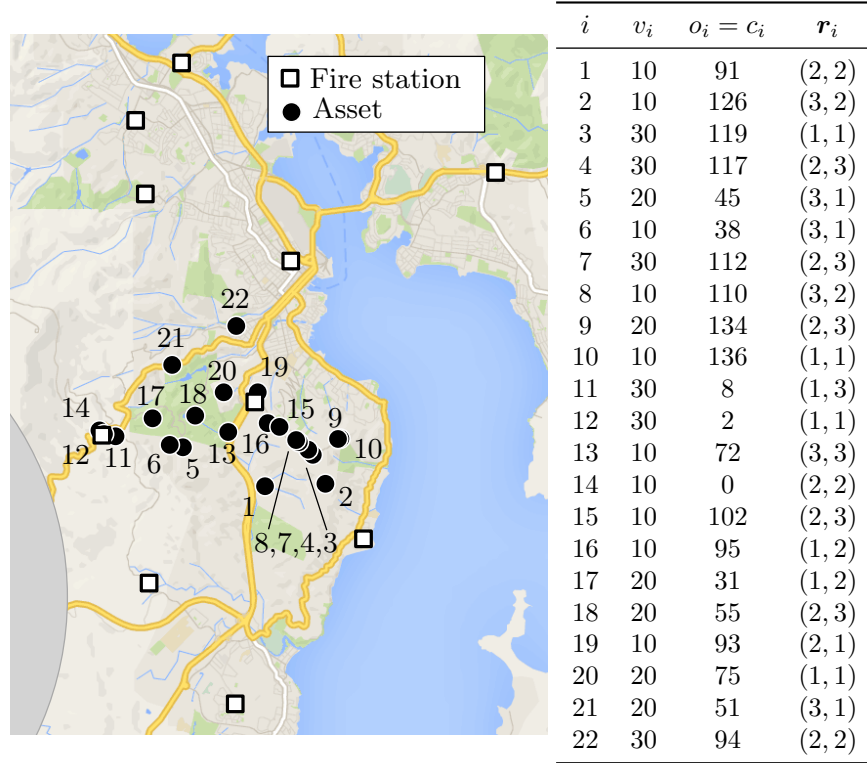 Fire station
Asset
22
21
20
19
18
17
15
14
9
16
13
12
11
10
6
5
1
2
8,7,4,3
i v_i o_i = c_i r_i
1 10 91 (2, 2)
2 10 126 (3, 2)
3 30 119 (1, 1)
4 30 117 (2, 3)
5 20 45 (3, 1)
6 10 38 (3, 1)
7 30 112 (2, 3)
8 10 110 (3, 2)
9 20 134 (2, 3)
10 10 136 (1, 1)
11 30 8 (1, 3)
12 30 2 (1, 1)
13 10 72 (3, 3)
14 10 0 (2, 2)
15 10 102 (2, 3)
16 10 95 (1, 2)
17 20 31 (1, 2)
18 20 55 (2, 3)
19 10 93 (2, 1)
20 20 75 (1, 1)
21 20 51 (3, 1)
22 30 94 (2, 2)